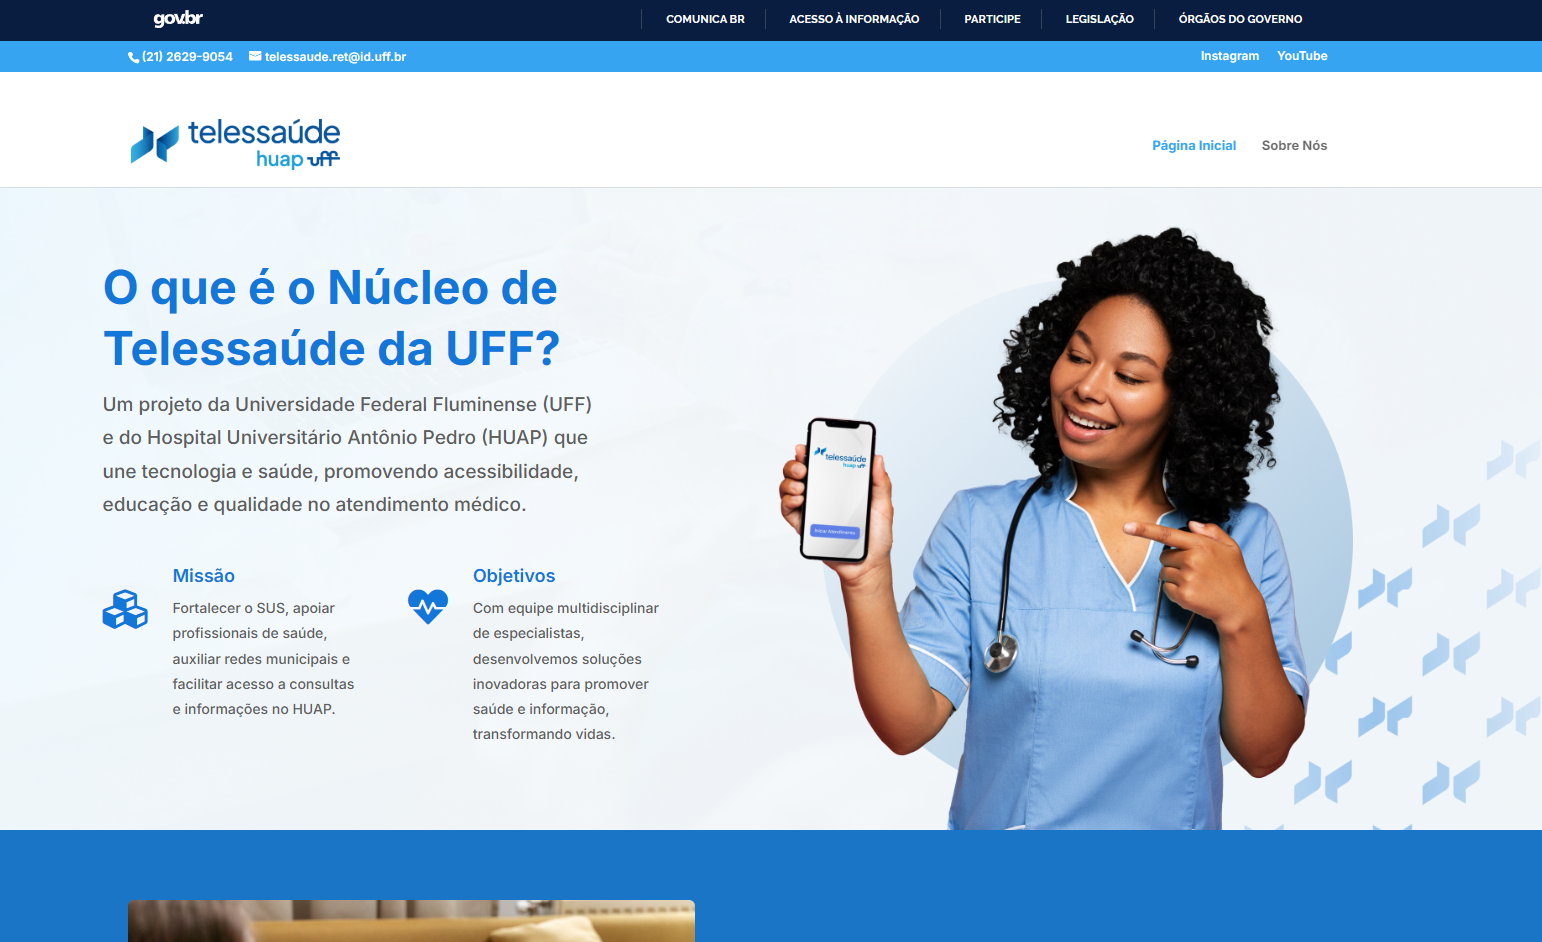 gov.br
COMUNICA BR
ACESSO À INFORMAÇÃO
PARTICIPE
LEGISLAÇÃO
ÓRGÃOS DO GOVERNO
(21) 2629-9054
telessaude.ret@id.uff.br
Instagram
YouTube
telessaúde
huap uff
Página Inicial
Sobre Nós
O que é o Núcleo de
Telessaúde da UFF?
Um projeto da Universidade Federal Fluminense (UFF)
e do Hospital Universitário Antônio Pedro (HUAP) que
une tecnologia e saúde, promovendo acessibilidade,
educação e qualidade no atendimento médico.
Missão
Fortalecer o SUS, apoiar
profissionais de saúde,
auxiliar redes municipais e
facilitar acesso a consultas
e informações no HUAP.
Objetivos
Com equipe multidisciplinar
de especialistas,
desenvolvemos soluções
inovadoras para promover
saúde e informação,
transformando vidas.
telessaúde
huap uff
Iniciar Atendimento